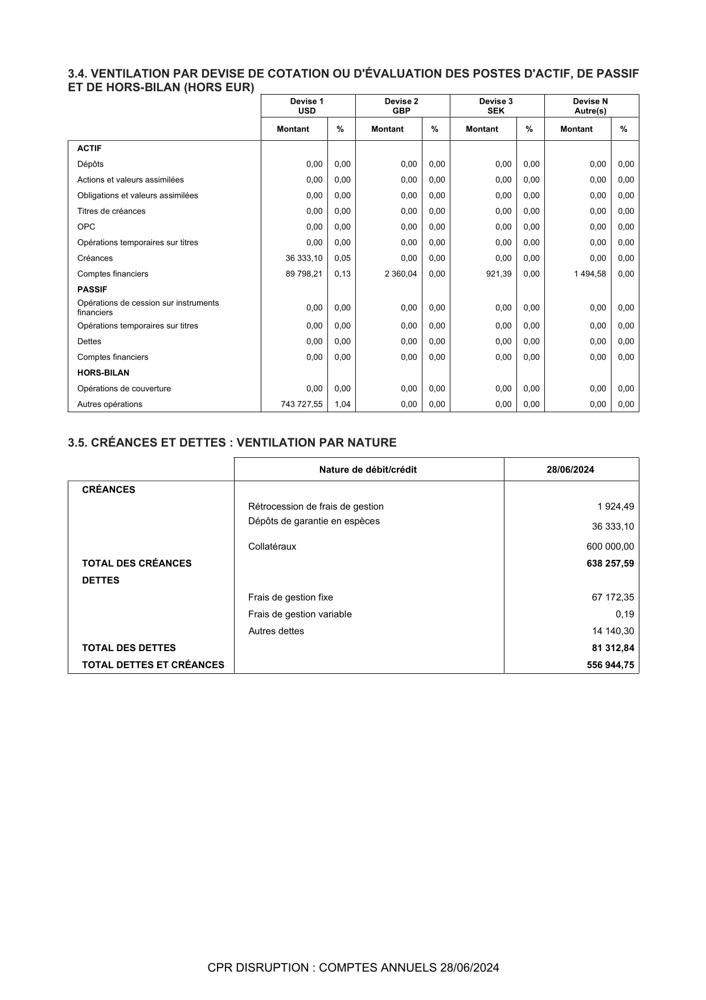 3.4. VENTILATION PAR DEVISE DE COTATION OU D'ÉVALUATION DES POSTES D'ACTIF, DE PASSIF
ET DE HORS-BILAN (HORS EUR)
Devise 1 Devise 2 Devise 3 Devise N
USD GBP SEK Autre(s)
Montant % Montant % Montant % Montant %
ACTIF
Dépôts 0,00 0,00 0,00 0,00 0,00 0,00 0,00 0,00
Actions et valeurs assimilées 0,00 0,00 0,00 0,00 0,00 0,00 0,00 0,00
Obligations et valeurs assimilées 0,00 0,00 0,00 0,00 0,00 0,00 0,00 0,00
Titres de créances 0,00 0,00 0,00 0,00 0,00 0,00 0,00 0,00
OPC 0,00 0,00 0,00 0,00 0,00 0,00 0,00 0,00
Opérations temporaires sur titres 0,00 0,00 0,00 0,00 0,00 0,00 0,00 0,00
Créances 36 333,10 0,05 0,00 0,00 0,00 0,00 0,00 0,00
Comptes financiers 89 798,21 0,13 2 360,04 0,00 921,39 0,00 1 494,58 0,00
PASSIF
Opérations de cession sur instruments
financiers 0,00 0,00 0,00 0,00 0,00 0,00 0,00 0,00
Opérations temporaires sur titres 0,00 0,00 0,00 0,00 0,00 0,00 0,00 0,00
Dettes 0,00 0,00 0,00 0,00 0,00 0,00 0,00 0,00
Comptes financiers 0,00 0,00 0,00 0,00 0,00 0,00 0,00 0,00
HORS-BILAN
Opérations de couverture 0,00 0,00 0,00 0,00 0,00 0,00 0,00 0,00
Autres opérations 743 727,55 1,04 0,00 0,00 0,00 0,00 0,00 0,00
3.5. CRÉANCES ET DETTES : VENTILATION PAR NATURE
Nature de débit/crédit 28/06/2024
CRÉANCES
Rétrocession de frais de gestion 1 924,49
Dépôts de garantie en espèces 36 333,10
Collatéraux 600 000,00
TOTAL DES CRÉANCES 638 257,59
DETTES
Frais de gestion fixe 67 172,35
Frais de gestion variable 0,19
Autres dettes 14 140,30
TOTAL DES DETTES 81 312,84
TOTAL DETTES ET CRÉANCES 556 944,75
CPR DISRUPTION : COMPTES ANNUELS 28/06/2024